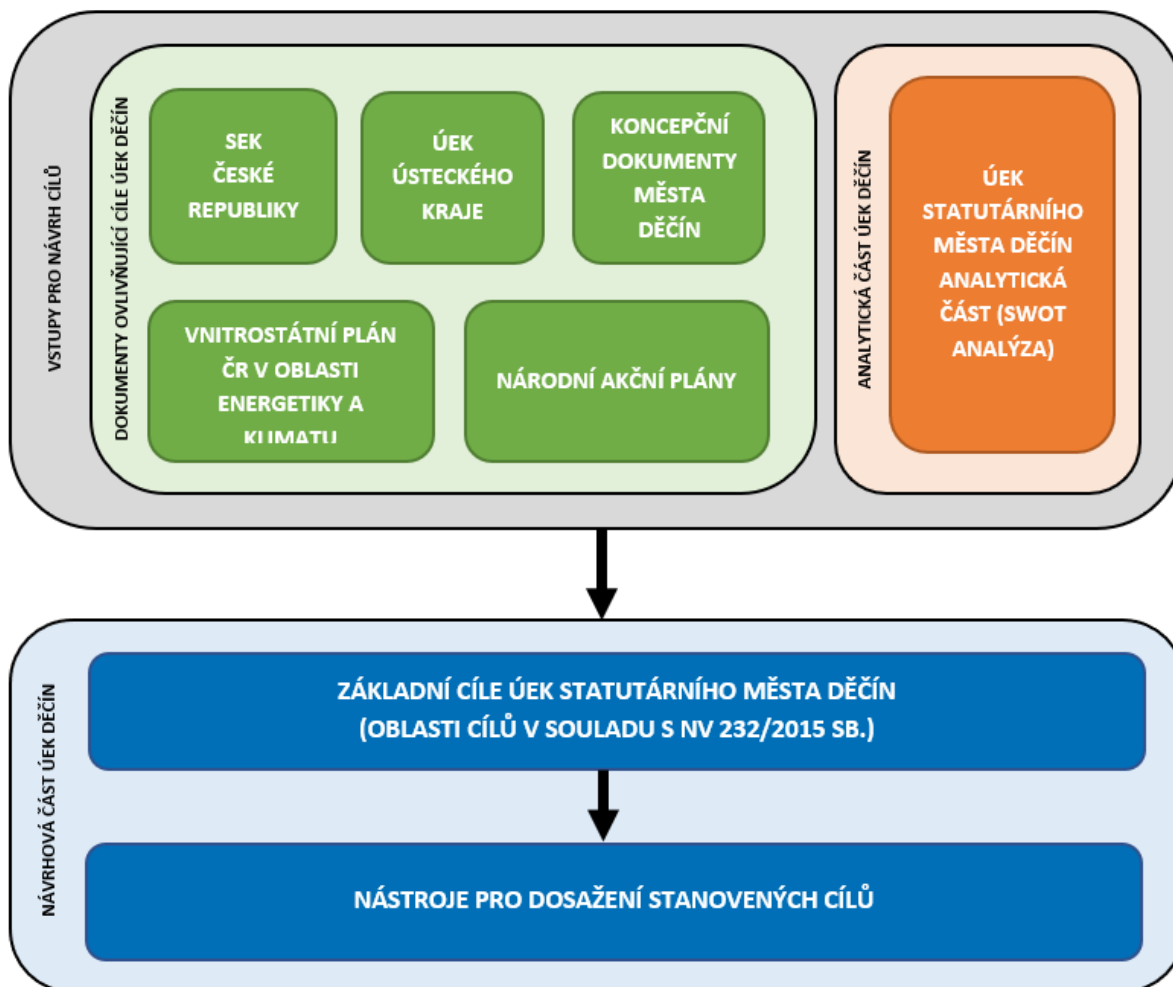 VSTUPY PRO NÁVRH CÍLŮ
DOKUMENTY OVLIVŇUJÍCÍ CÍLE ÚEK DĚČÍN
SEK
ČESKÉ
REPUBLIKY
ÚEK
ÚSTECKÉHO
KRAJE
KONCEPČNÍ
DOKUMENTY
MĚSTA
DĚČÍN
VNITROSTÁTNÍ PLÁN
ČR V OBLASTI
ENERGETIKY A
KLIMATU
NÁRODNÍ AKČNÍ PLÁNY
ANALYTICKÁ ČÁST ÚEK DĚČÍN
ÚEK
STATUTÁRNÍHO
MĚSTA DĚČÍN
ANALYTICKÁ
ČÁST (SWOT
ANALÝZA)
NÁVRHOVÁ ČÁST ÚEK DĚČÍN
ZÁKLADNÍ CÍLE ÚEK STATUTÁRNÍHO MĚSTA DĚČÍN
(OBLASTI CÍLŮ V SOULADU S NV 232/2015 SB.)
NÁSTROJE PRO DOSAŽENÍ STANOVENÝCH CÍLŮ